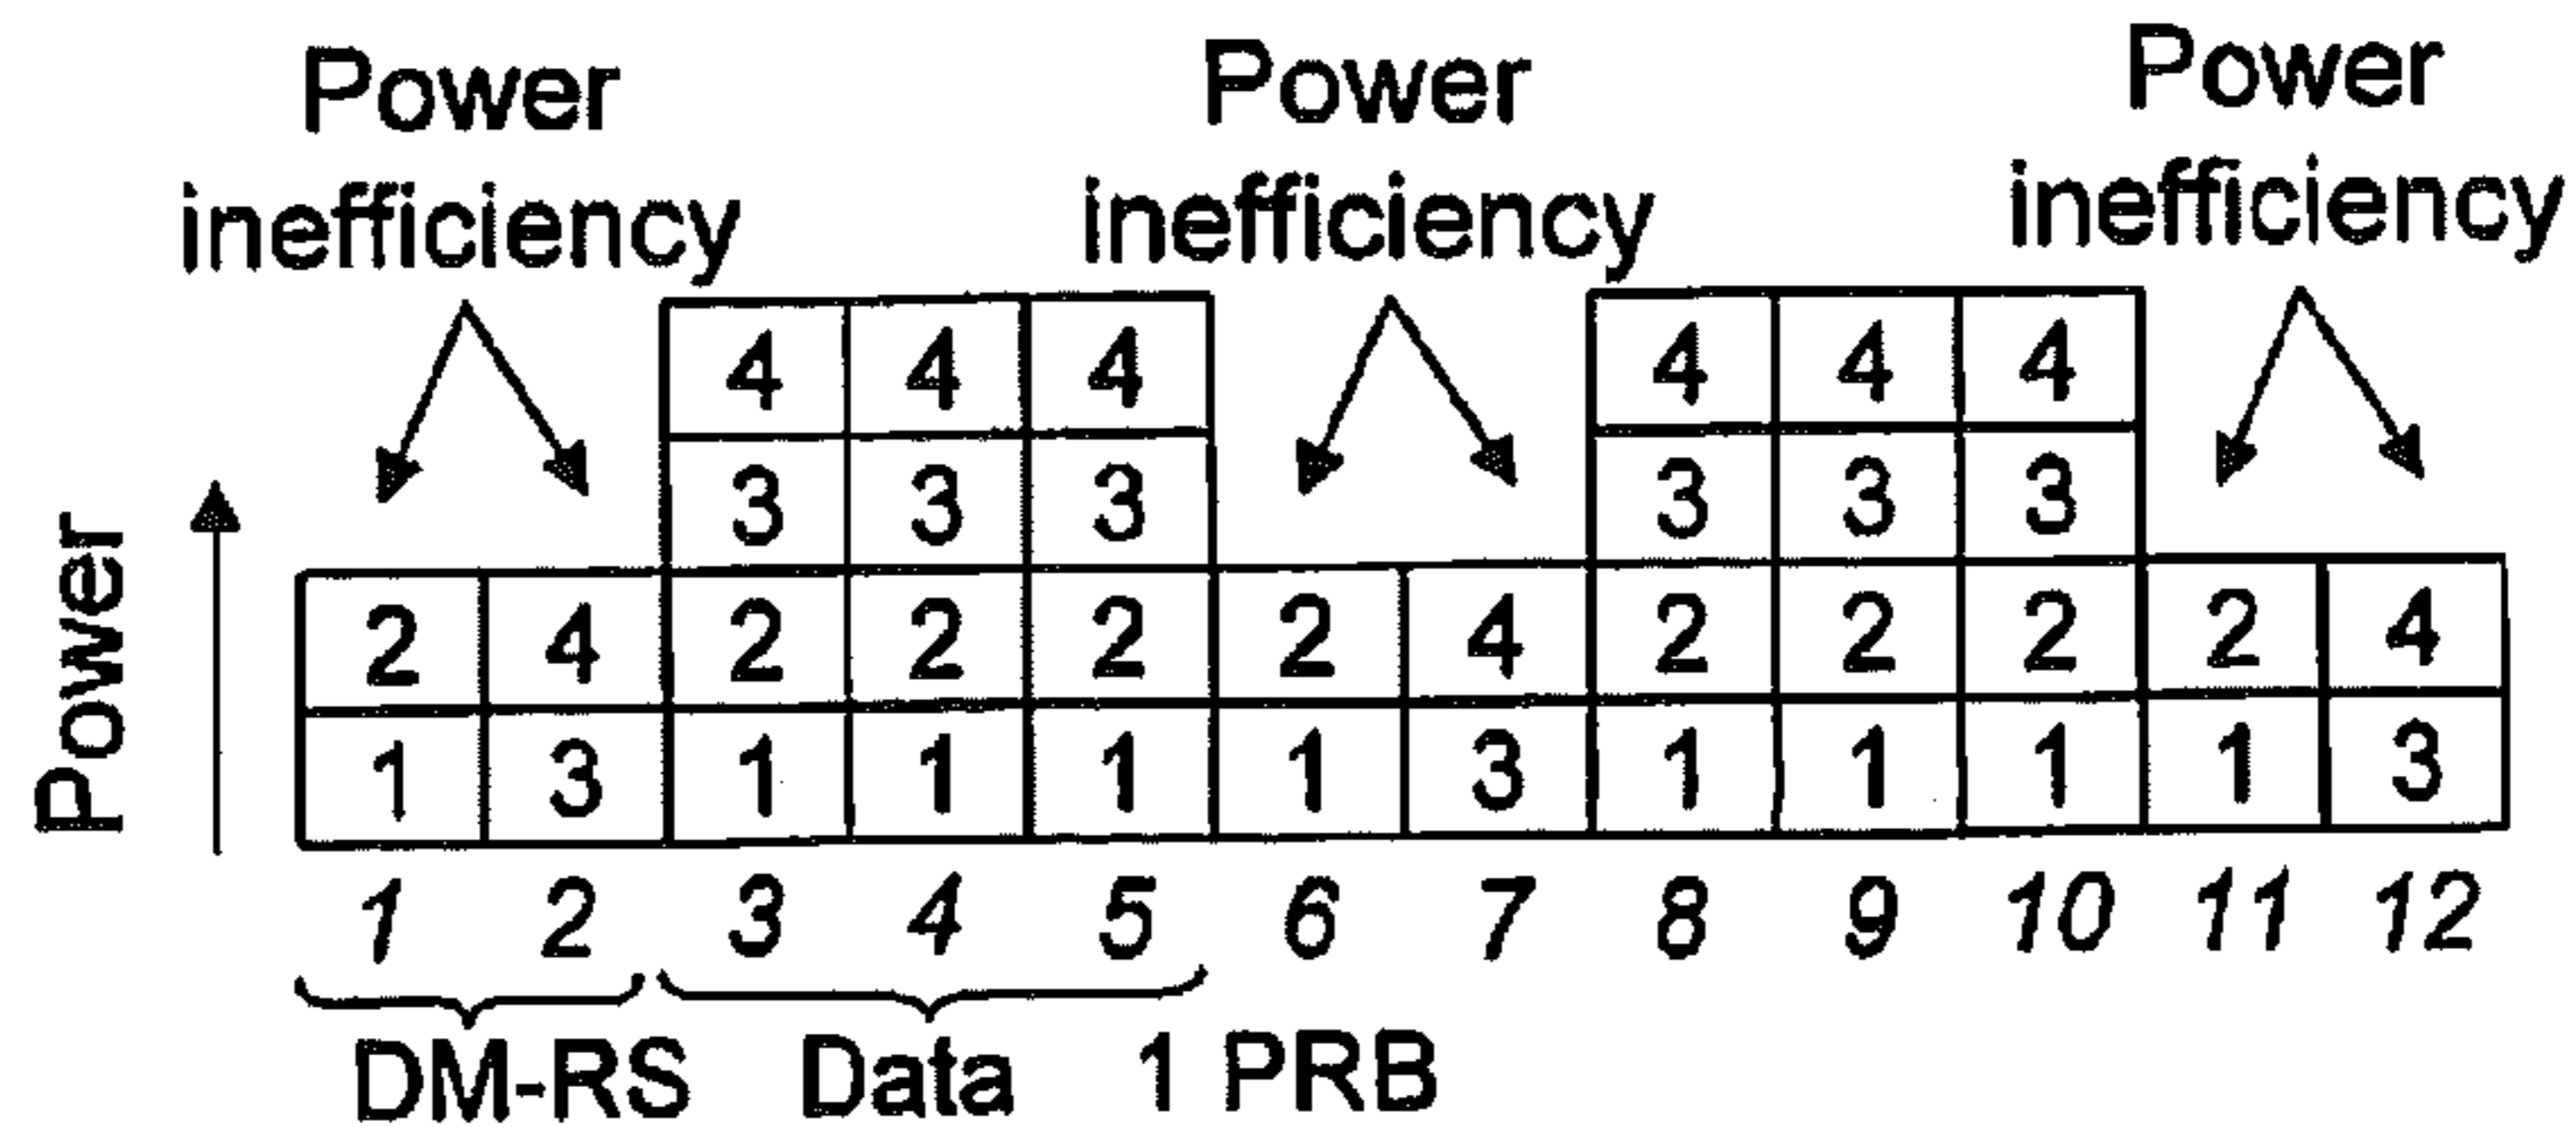 Power
inefficiency
Power
inefficiency
Power
inefficiency
Power
4 4 4 4 4 4
3 3 3 3 3 3
2 4 2 2 2 2 4 2 2 2 2 4
1 3 1 1 1 1 3 1 1 1 1 3
1 2 3 4 5 6 7 8 9 10 11 12
DM-RS Data 1 PRB